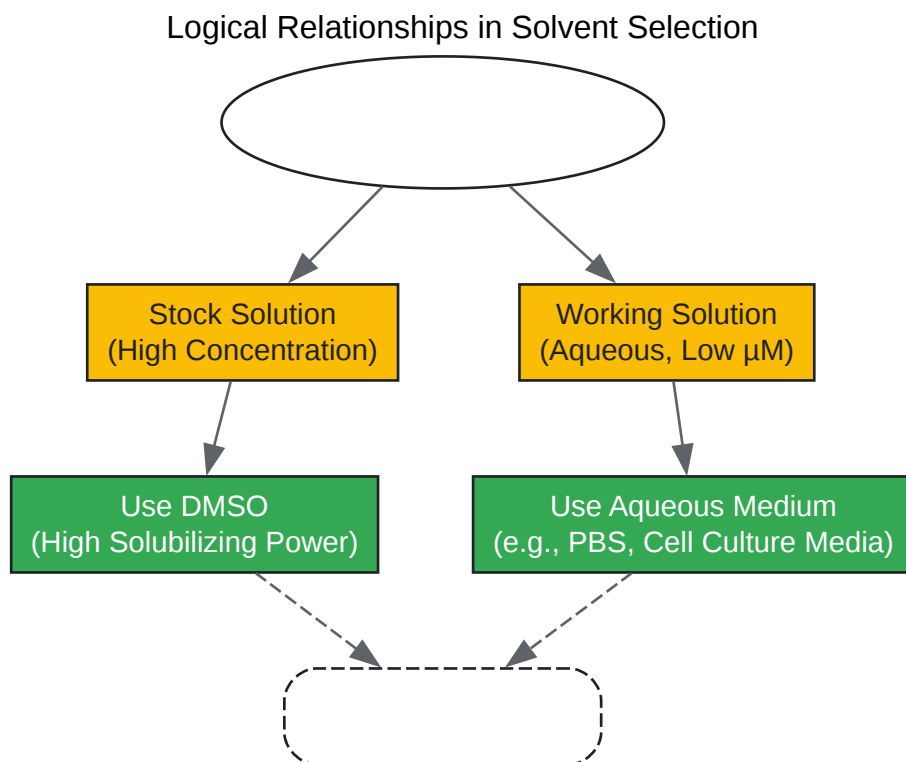 Logical Relationships in Solvent Selection
Stock Solution
(High Concentration)
Working Solution
(Aqueous, Low µM)
Use DMSO
(High Solubilizing Power)
Use Aqueous Medium
(e.g., PBS, Cell Culture Media)